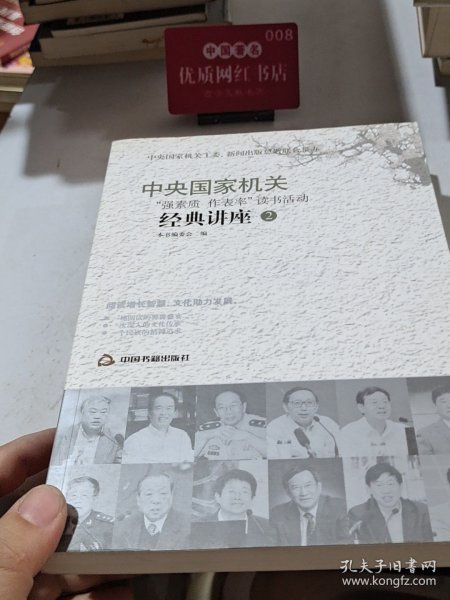 008
中国著名
优质网红书店
中央国家机关工委、新闻出版总署联合推荐
中央国家机关
“强素质 作表率”读书活动
经典讲座 2
本书编委会 编
阅读增长智慧,文化助力发展。
中国书籍出版社
孔夫子旧书网
www.kongfz.com